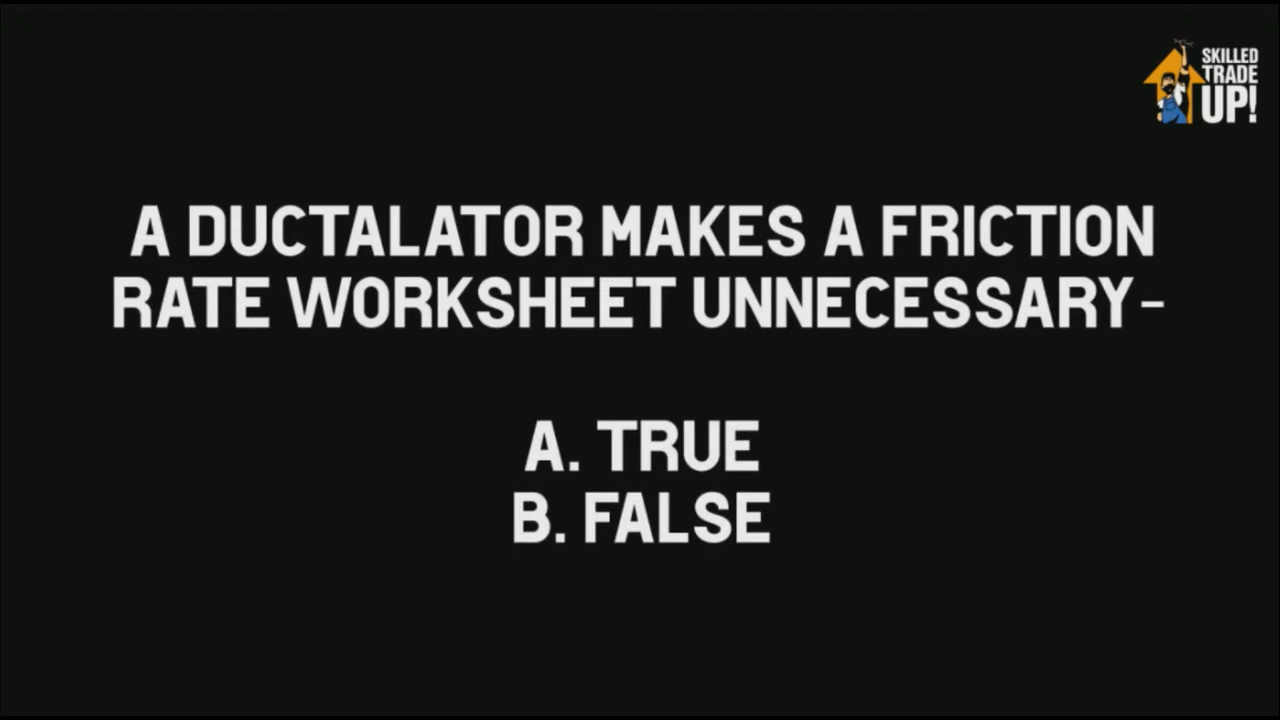 SKILLED
TRADE
UP!
A DUCTALATOR MAKES A FRICTION
RATE WORKSHEET UNNECESSARY-
A. TRUE
B. FALSE